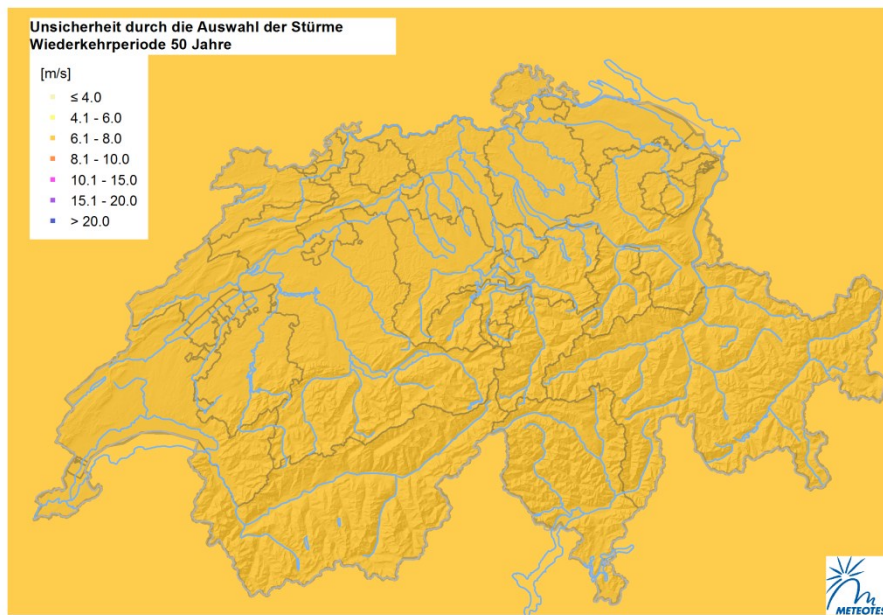 Unsicherheit durch die Auswahl der Stürme
Wiederkehrperiode 50 Jahre
[m/s]
≤ 4.0
4.1 - 6.0
6.1 - 8.0
8.1 - 10.0
10.1 - 15.0
15.1 - 20.0
> 20.0